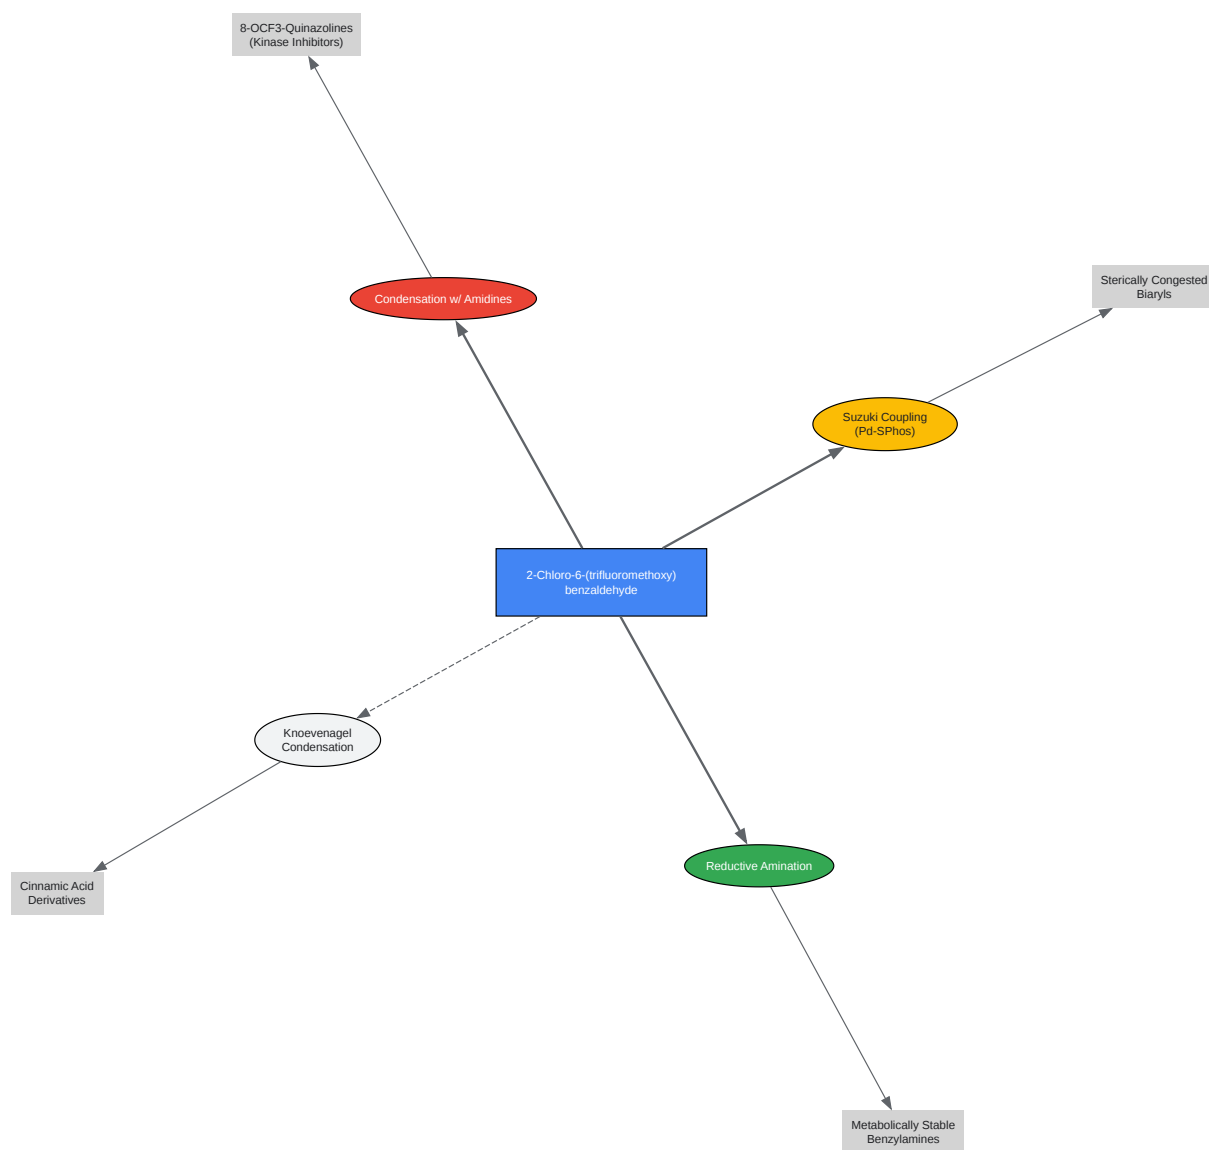 8-OCF3-Quinazolines
(Kinase Inhibitors)
Sterically Congested
Biaryls
Condensation w/ Amidines
Suzuki Coupling
(Pd-SPhos)
2-Chloro-6-(trifluoromethoxy)
benzaldehyde
Knoevenagel
Condensation
Reductive Amination
Cinnamic Acid
Derivatives
Metabolically Stable
Benzylamines